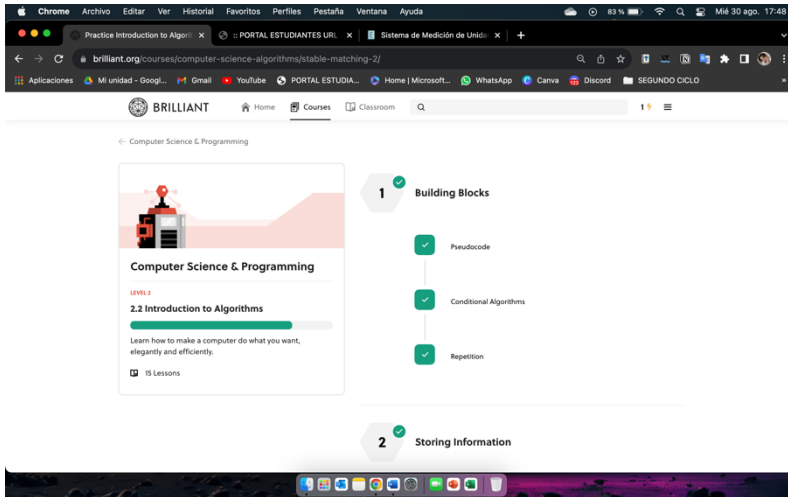 Chrome Archivo Editar Ver Historial Favoritos Perfiles Pestaña Ventana Ayuda 83 % Mié 30 ago. 17:48
Practice Introduction to Algorit :: PORTAL ESTUDIANTES URL Sistema de Medición de Unida
brilliant.org/courses/computer-science-algorithms/stable-matching-2/
Aplicaciones Mi unidad - Googl... Gmail YouTube PORTAL ESTUDIA... Home | Microsoft... WhatsApp Canva Discord SEGUNDO CICLO »
BRILLIANT Home Courses Classroom 1
Computer Science & Programming
Computer Science & Programming
LEVEL 2
2.2 Introduction to Algorithms
Learn how to make a computer do what you want,
elegantly and efficiently.
15 Lessons
1 Building Blocks
Pseudocode
Conditional Algorithms
Repetition
2 Storing Information